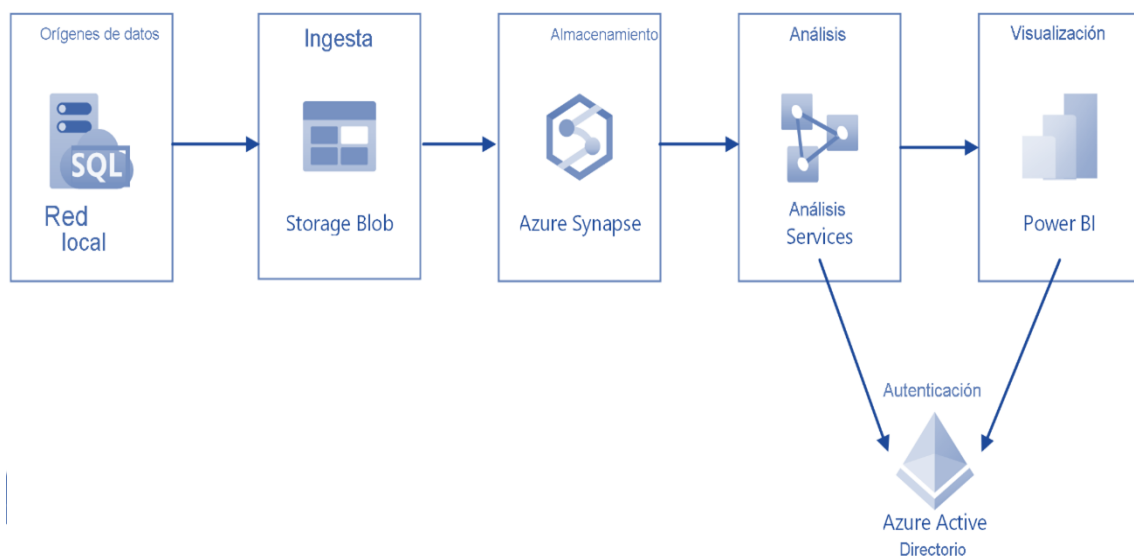 Orígenes de datos
SQL
Red
local
Ingesta
Storage Blob
Almacenamiento
Azure Synapse
Análisis
Análisis
Services
Visualización
Power BI
Autenticación
Azure Active
Directorio